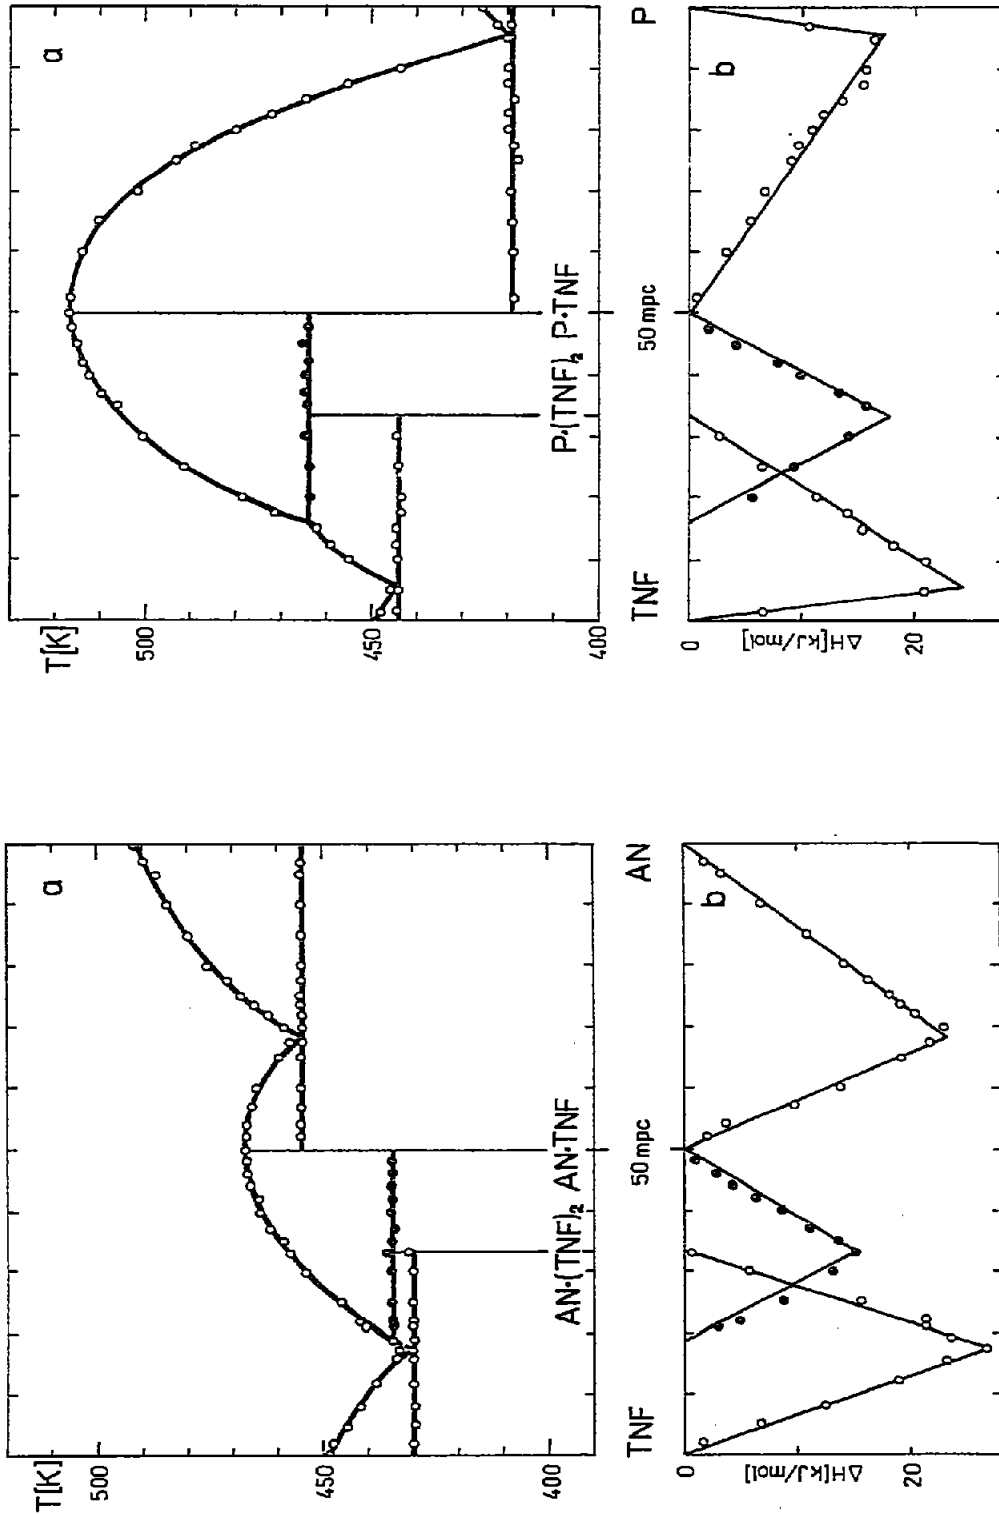 T[K]
500
450
400
a
AN·(TNF)₂ AN·TNF
TNF
50 mpc
AN
0
20
ΔH[kJ/mol]
b
T[K]
500
450
400
a
P·(TNF)₂ P·TNF
TNF
50 mpc
P
0
20
ΔH[kJ/mol]
b